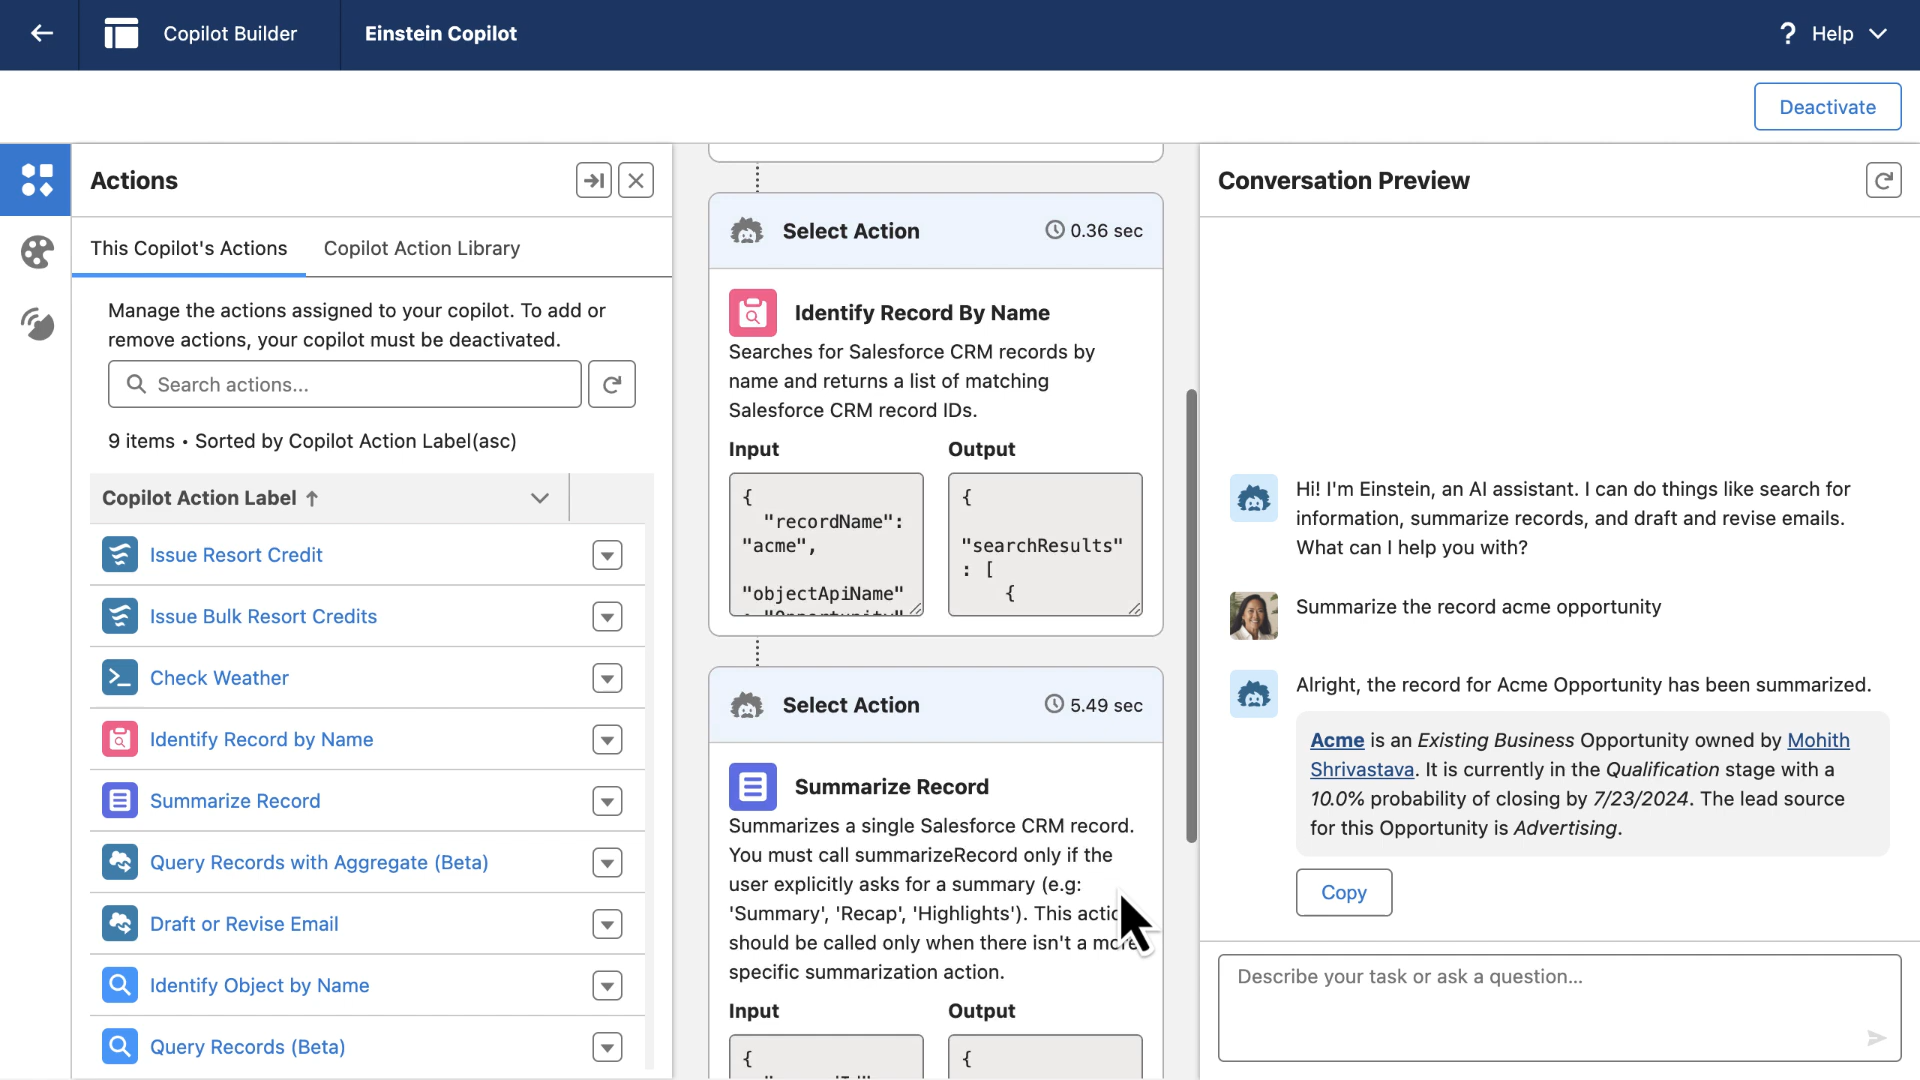 Copilot Builder
Einstein Copilot
? Help
Deactivate
Actions
This Copilot's Actions
Copilot Action Library
Manage the actions assigned to your copilot. To add or
remove actions, your copilot must be deactivated.
Search actions...
9 items • Sorted by Copilot Action Label(asc)
Copilot Action Label ↑
Issue Resort Credit
Issue Bulk Resort Credits
Check Weather
Identify Record by Name
Summarize Record
Query Records with Aggregate (Beta)
Draft or Revise Email
Identify Object by Name
Query Records (Beta)
Select Action
0.36 sec
Identify Record By Name
Searches for Salesforce CRM records by
name and returns a list of matching
Salesforce CRM record IDs.
Input
{
"recordName":
"acme",
"objectApiName"
: "Opportunity"
Output
{
"searchResults"
: [
{
Select Action
5.49 sec
Summarize Record
Summarizes a single Salesforce CRM record.
You must call summarizeRecord only if the
user explicitly asks for a summary (e.g:
'Summary', 'Recap', 'Highlights'). This action
should be called only when there isn't a more
specific summarization action.
Input
{
Output
{
Conversation Preview
Hi! I'm Einstein, an AI assistant. I can do things like search for
information, summarize records, and draft and revise emails.
What can I help you with?
Summarize the record acme opportunity
Alright, the record for Acme Opportunity has been summarized.
Acme is an Existing Business Opportunity owned by Mohith
Shrivastava. It is currently in the Qualification stage with a
10.0% probability of closing by 7/23/2024. The lead source
for this Opportunity is Advertising.
Copy
Describe your task or ask a question...